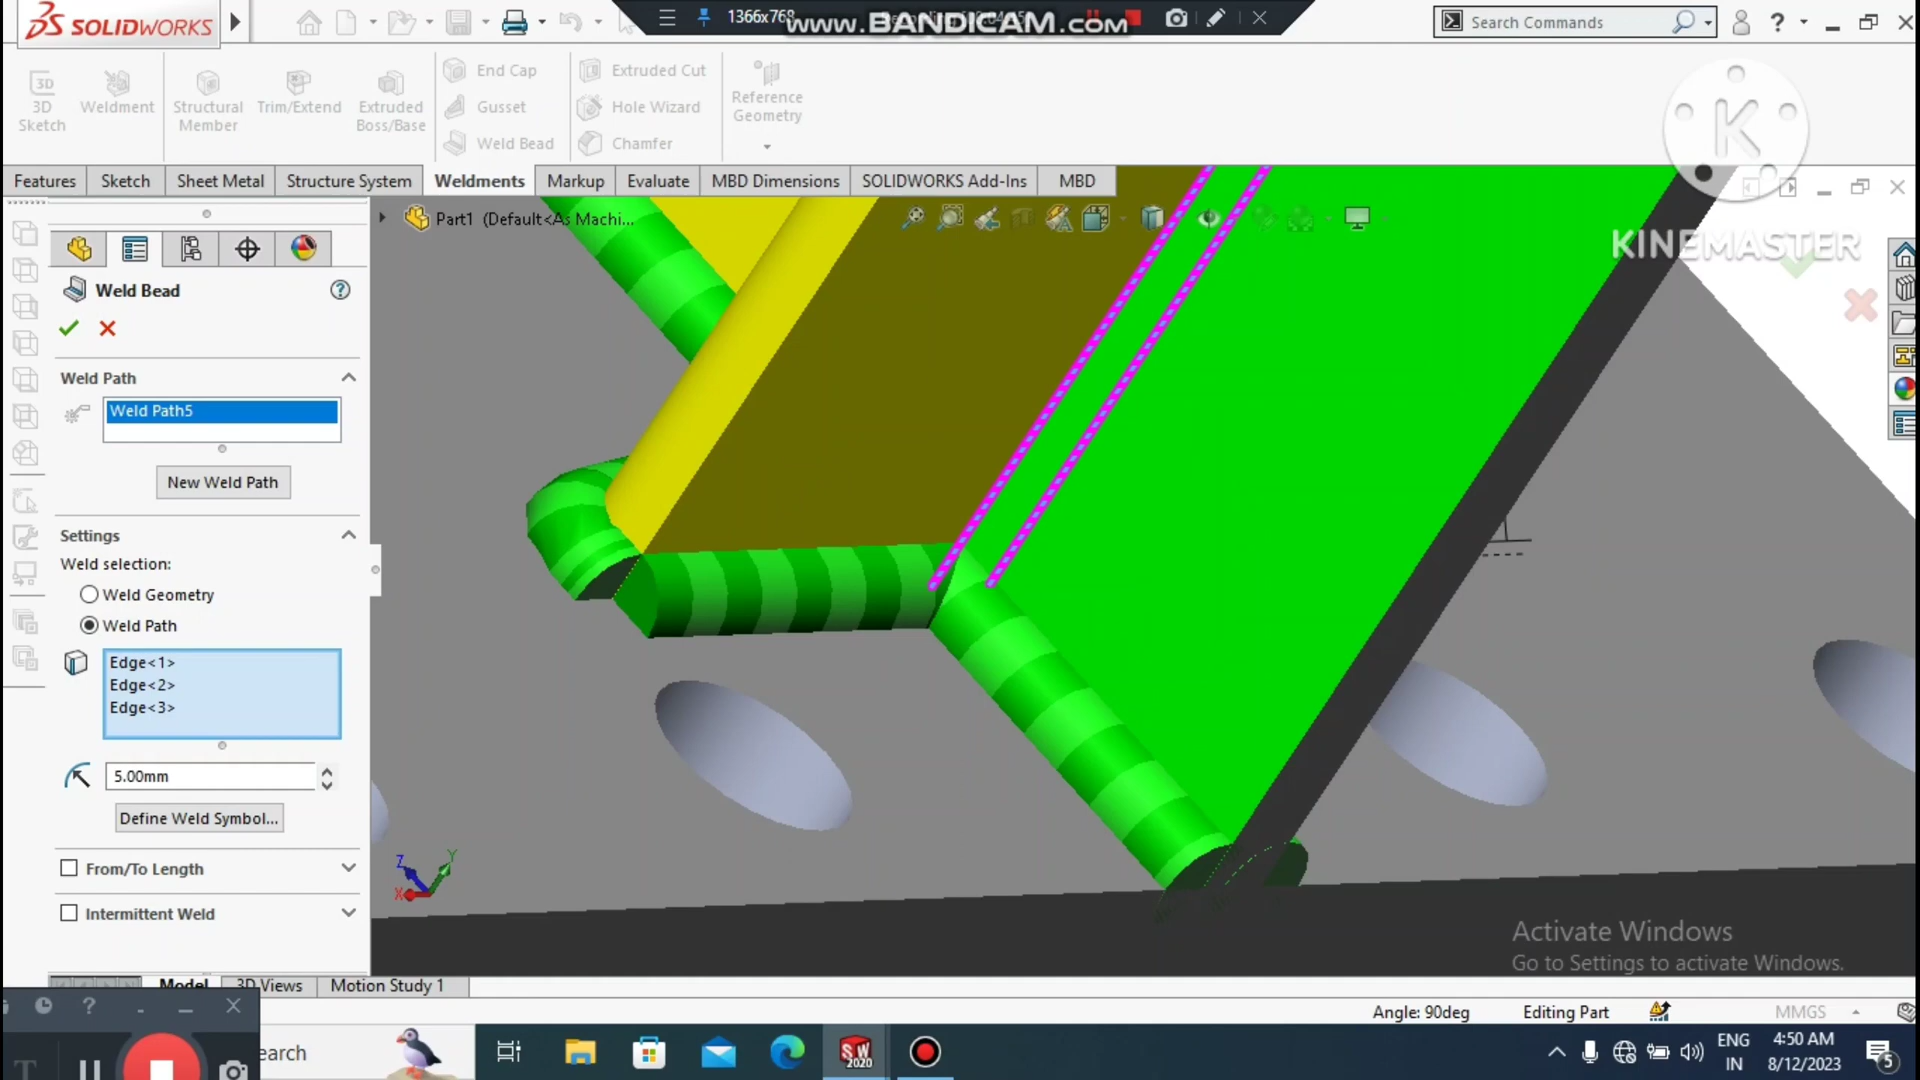 SOLIDWORKS
1366x768
www.BANDICAM.com
Search Commands
3D Sketch
Weldment
Structural Member
Trim/Extend
Extruded Boss/Base
End Cap
Gusset
Weld Bead
Extruded Cut
Hole Wizard
Chamfer
Reference Geometry
Features
Sketch
Sheet Metal
Structure System
Weldments
Markup
Evaluate
MBD Dimensions
SOLIDWORKS Add-Ins
MBD
Part1 (Default<As Machi...
K
KINEMASTER
Weld Bead
Weld Path
Weld Path5
New Weld Path
Settings
Weld selection:
Weld Geometry
Weld Path
Edge<1>
Edge<2>
Edge<3>
5.00mm
Define Weld Symbol...
From/To Length
Intermittent Weld
Z
Y
X
Activate Windows
Go to Settings to activate Windows.
Model
3D Views
Motion Study 1
Angle: 90deg
Editing Part
MMGS
earch
SW
2020
ENG
IN
4:50 AM
8/12/2023
5